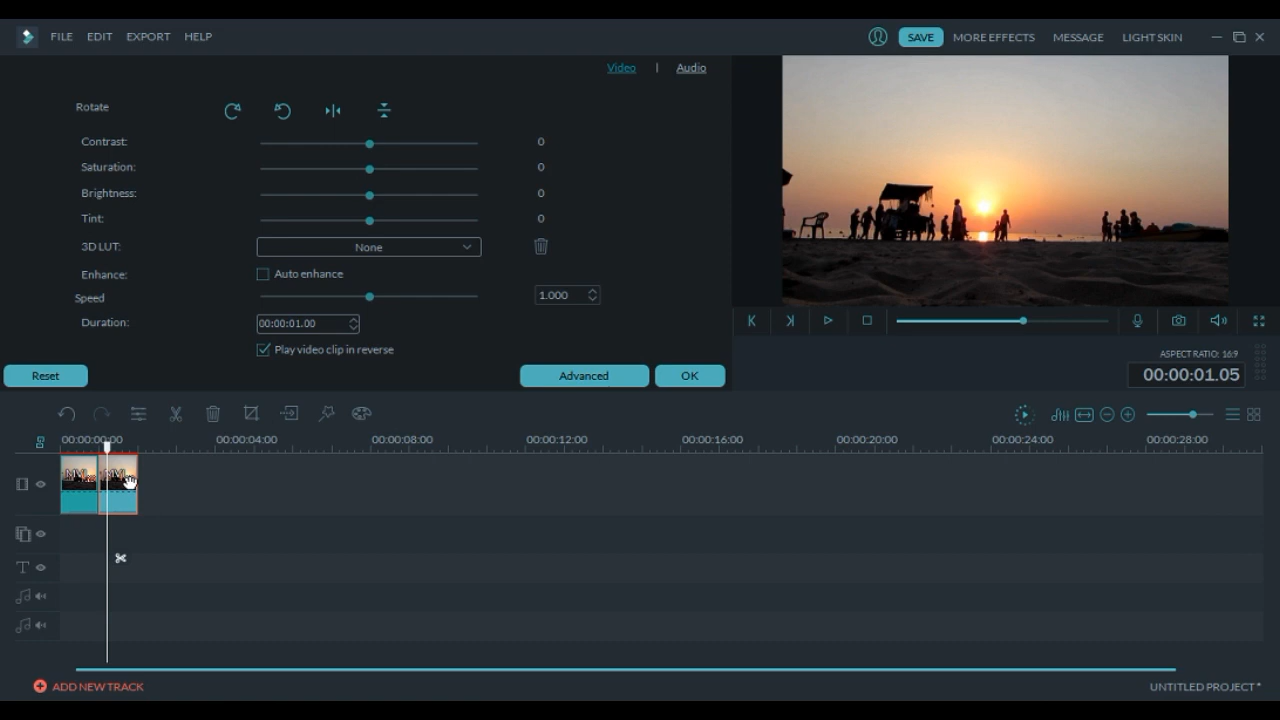 FILE EDIT EXPORT HELP
SAVE MORE EFFECTS MESSAGE LIGHT SKIN
Video | Audio
Rotate
Contrast: 0
Saturation: 0
Brightness: 0
Tint: 0
3D LUT: None
Enhance: Auto enhance
Speed 1.000
Duration: 00:00:01.00
Play video clip in reverse
Reset Advanced OK
ASPECT RATIO: 16:9
00:00:01.05
00:00:00:00 00:00:04:00 00:00:08:00 00:00:12:00 00:00:16:00 00:00:20:00 00:00:24:00 00:00:28:00
ADD NEW TRACK
UNTITLED PROJECT*